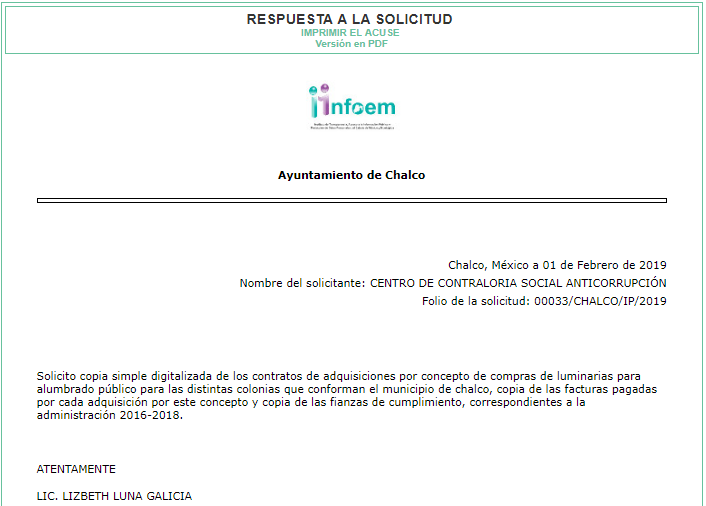 RESPUESTA A LA SOLICITUD
IMPRIMIR EL ACUSE
Versión en PDF
infoem
Ayuntamiento de Chalco
Chalco, México a 01 de Febrero de 2019
Nombre del solicitante: CENTRO DE CONTRALORIA SOCIAL ANTICORRUPCIÓN
Folio de la solicitud: 00033/CHALCO/IP/2019
Solicito copia simple digitalizada de los contratos de adquisiciones por concepto de compras de luminarias para
alumbrado público para las distintas colonias que conforman el municipio de chalco, copia de las facturas pagadas
por cada adquisición por este concepto y copia de las fianzas de cumplimiento, correspondientes a la
administración 2016-2018.
ATENTAMENTE
LIC. LIZBETH LUNA GALICIA